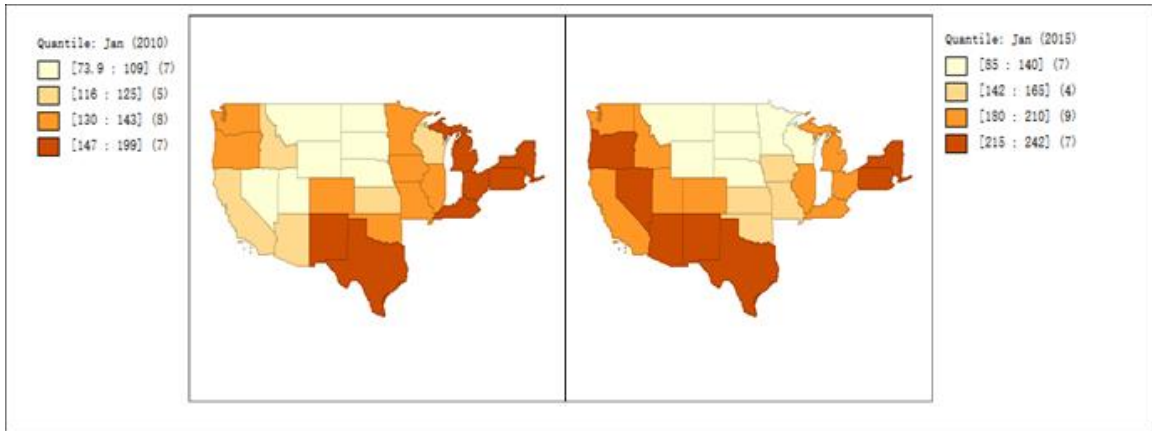 Quantile: Jan (2010)
[73.9 : 109] (7)
[116 : 125] (5)
[130 : 143] (8)
[147 : 199] (7)
Quantile: Jan (2015)
[85 : 140] (7)
[142 : 165] (4)
[180 : 210] (9)
[215 : 242] (7)